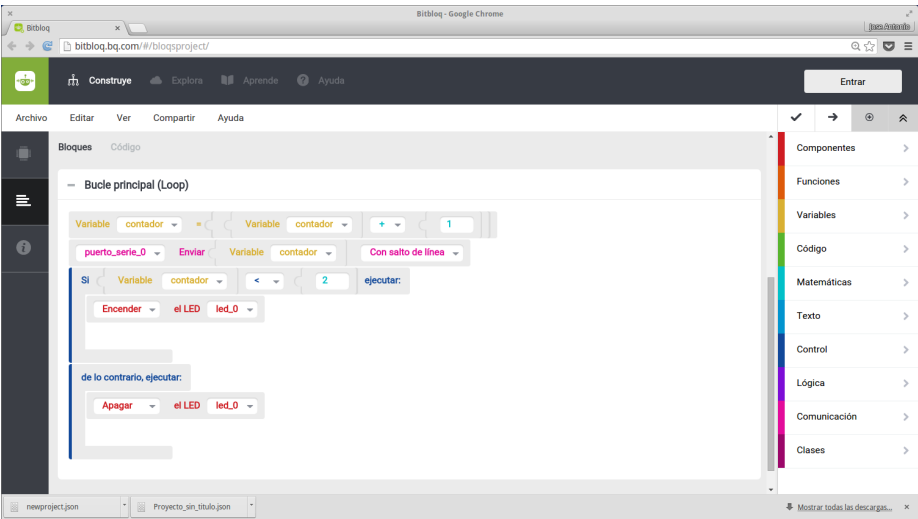 Bitbloq - Google Chrome
Bitbloq
Jose Antonio
bitbloq.bq.com/#/bloqsproject/
Construye Explora Aprende Ayuda Entrar
Archivo Editar Ver Compartir Ayuda
Bloques Código
Bucle principal (Loop)
Variable contador = Variable contador + 1
puerto_serie_0 Enviar Variable contador Con salto de línea
Si Variable contador < 2 ejecutar:
Encender el LED led_0
de lo contrario, ejecutar:
Apagar el LED led_0
Componentes
Funciones
Variables
Código
Matemáticas
Texto
Control
Lógica
Comunicación
Clases
newproject.json Proyecto_sin_titulo.json Mostrar todas las descargas...